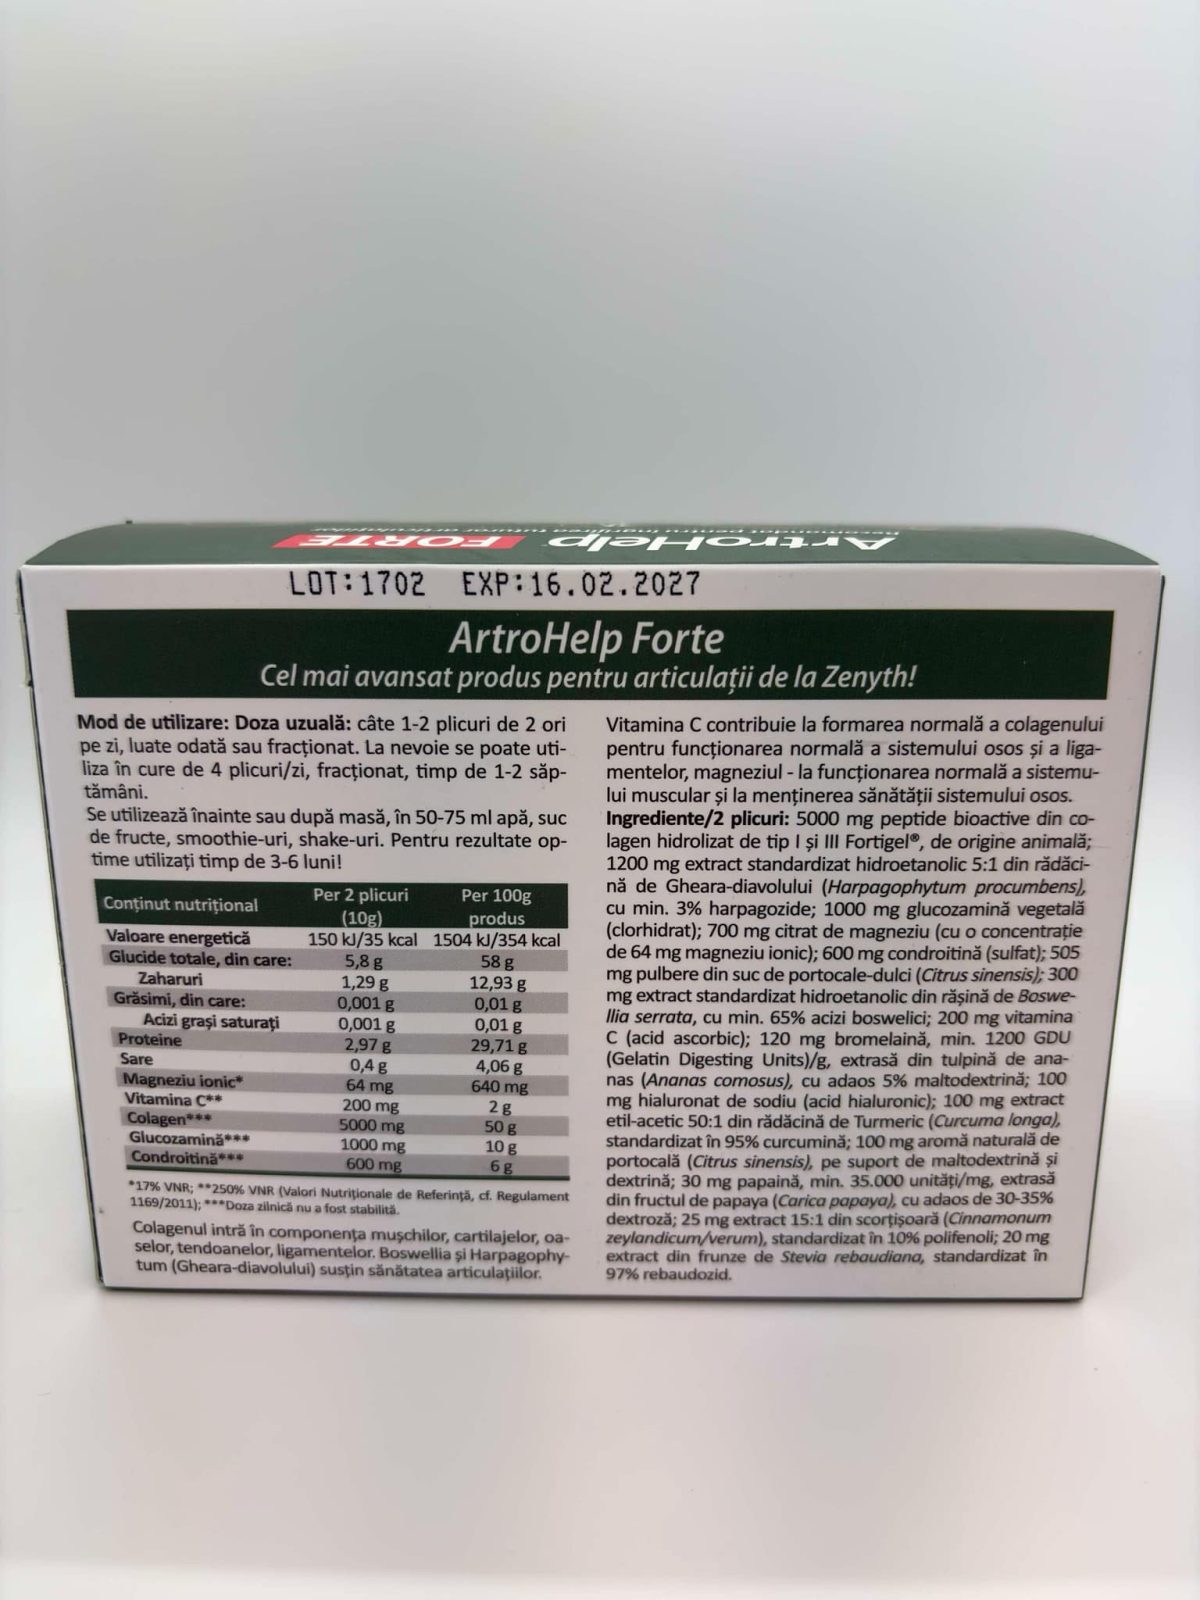 ArtroHelp FORTE
Recomandat pentru îngrijirea tuturor articulațiilor
LOT:1702 EXP:16.02.2027
ArtroHelp Forte
Cel mai avansat produs pentru articulații de la Zenyth!
Mod de utilizare: Doza uzuală: câte 1-2 plicuri de 2 ori
pe zi, luate odată sau fracționat. La nevoie se poate uti-
liza în cure de 4 plicuri/zi, fracționat, timp de 1-2 săp-
tămâni.
Se utilizează înainte sau după masă, în 50-75 ml apă, suc
de fructe, smoothie-uri, shake-uri. Pentru rezultate op-
time utilizați timp de 3-6 luni!
Conținut nutrițional Per 2 plicuri (10g) Per 100g produs
Valoare energetică 150 kJ/35 kcal 1504 kJ/354 kcal
Glucide totale, din care: 5,8 g 58 g
Zaharuri 1,29 g 12,93 g
Grăsimi, din care: 0,001 g 0,01 g
Acizi grași saturați 0,001 g 0,01 g
Proteine 2,97 g 29,71 g
Sare 0,4 g 4,06 g
Magneziu ionic* 64 mg 640 mg
Vitamina C** 200 mg 2 g
Colagen*** 5000 mg 50 g
Glucozamină*** 1000 mg 10 g
Condroitină*** 600 mg 6 g
*17% VNR; **250% VNR (Valori Nutriționale de Referință, cf. Regulament
1169/2011); ***Doza zilnică nu a fost stabilită.
Colagenul intră în componența mușchilor, cartilajelor, oa-
selor, tendoanelor, ligamentelor. Boswellia și Harpagophy-
tum (Gheara-diavolului) susțin sănătatea articulațiilor.
Vitamina C contribuie la formarea normală a colagenului
pentru funcționarea normală a sistemului osos și a liga-
mentelor, magneziul - la funcționarea normală a sistemu-
lui muscular și la menținerea sănătății sistemului osos.
Ingrediente/2 plicuri: 5000 mg peptide bioactive din co-
lagen hidrolizat de tip I și III Fortigel®, de origine animală;
1200 mg extract standardizat hidroetanolic 5:1 din rădăci-
nă de Gheara-diavolului (Harpagophytum procumbens),
cu min. 3% harpagozide; 1000 mg glucozamină vegetală
(clorhidrat); 700 mg citrat de magneziu (cu o concentrație
de 64 mg magneziu ionic); 600 mg condroitină (sulfat); 505
mg pulbere din suc de portocale-dulci (Citrus sinensis); 300
mg extract standardizat hidroetanolic din rășină de Boswe-
llia serrata, cu min. 65% acizi boswelici; 200 mg vitamina
C (acid ascorbic); 120 mg bromelaină, min. 1200 GDU
(Gelatin Digesting Units)/g, extrasă din tulpină de ana-
nas (Ananas comosus), cu adaos 5% maltodextrină; 100
mg hialuronat de sodiu (acid hialuronic); 100 mg extract
etil-acetic 50:1 din rădăcină de Turmeric (Curcuma longa),
standardizat în 95% curcumină; 100 mg aromă naturală de
portocală (Citrus sinensis), pe suport de maltodextrină și
dextrină; 30 mg papaină, min. 35.000 unități/mg, extrasă
din fructul de papaya (Carica papaya), cu adaos de 30-35%
dextroză; 25 mg extract 15:1 din scorțișoară (Cinnamonum
zeylandicum/verum), standardizat în 10% polifenoli; 20 mg
extract din frunze de Stevia rebaudiana, standardizat în
97% rebaudozid.